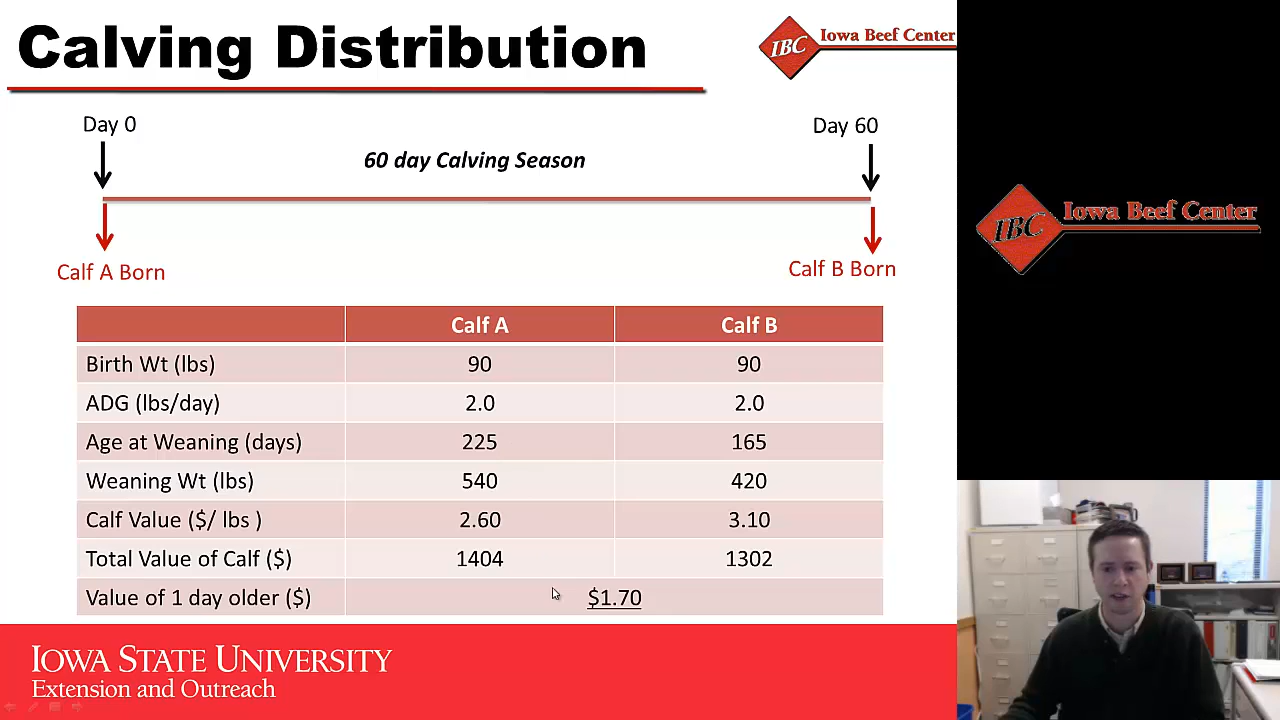 Calving Distribution
IBC Iowa Beef Center
Day 0
Day 60
60 day Calving Season
Calf A Born
Calf B Born
Calf A Calf B
Birth Wt (lbs) 90 90
ADG (lbs/day) 2.0 2.0
Age at Weaning (days) 225 165
Weaning Wt (lbs) 540 420
Calf Value ($/ lbs ) 2.60 3.10
Total Value of Calf ($) 1404 1302
Value of 1 day older ($) $1.70
IOWA STATE UNIVERSITY
Extension and Outreach
IBC Iowa Beef Center